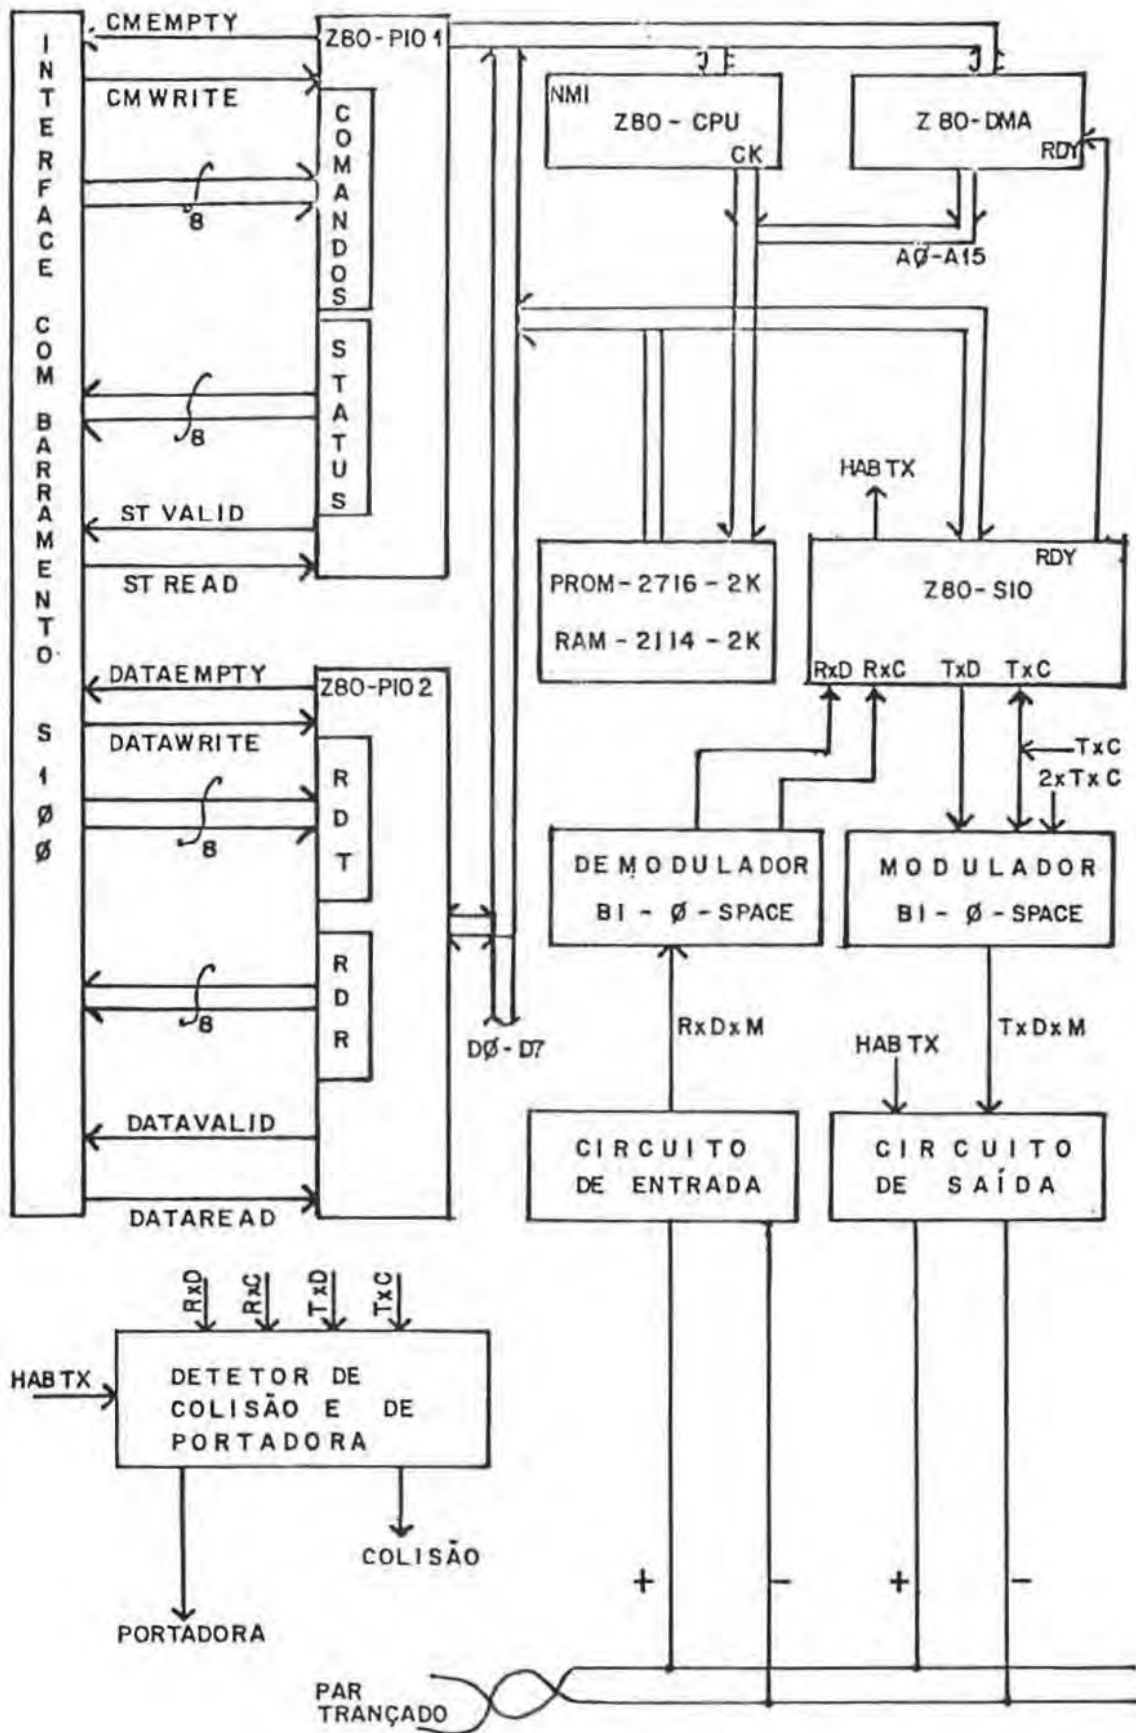 INTERFACE COM BARRAMENTO S1ØØ
CMEMPTY
CMWRITE
8
8
ST VALID
ST READ
Z80-PIO1
COMANDOS
STATUS
NMI
Z80-CPU
CK
Z80-DMA
RDY
AØ-A15
HABTX
PROM-2716-2K
RAM-2114-2K
RDY
Z80-SIO
RxD RxC TxD TxC
TxC
2xTxC
DATAEMPTY
DATAWRITE
8
8
DATAVALID
DATAREAD
Z80-PIO2
RDT
RDR
DØ-D7
DEMODULADOR
BI-Ø-SPACE
MODULADOR
BI-Ø-SPACE
RxDxM
HABTX
TxDxM
CIRCUITO
DE ENTRADA
CIRCUITO
DE SAÍDA
RxD
RxC
TxD
TxC
HABTX
DETETOR DE
COLISÃO E DE
PORTADORA
COLISÃO
PORTADORA
+ - + -
PAR
TRANÇADO